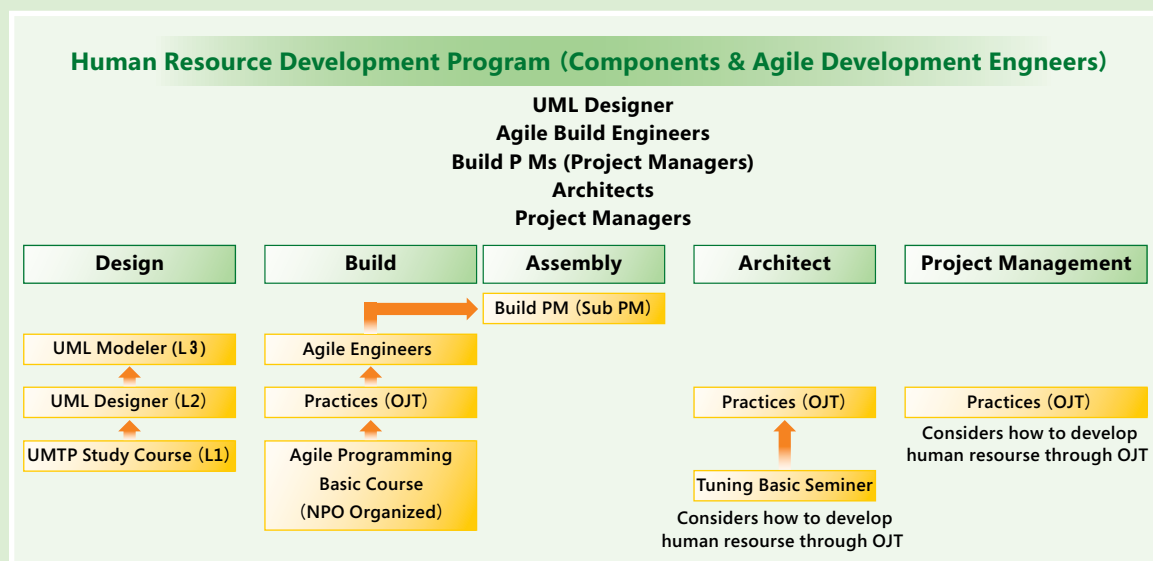 Human Resource Development Program (Components & Agile Development Engneers)
UML Designer
Agile Build Engineers
Build P Ms (Project Managers)
Architects
Project Managers
Design
Build
Assembly
Architect
Project Management
Build PM (Sub PM)
UML Modeler (L3)
Agile Engineers
UML Designer (L2)
Practices (OJT)
Practices (OJT)
Practices (OJT)
UMTP Study Course (L1)
Agile Programming
Basic Course
(NPO Organized)
Considers how to develop
human resourse through OJT
Tuning Basic Seminer
Considers how to develop
human resourse through OJT